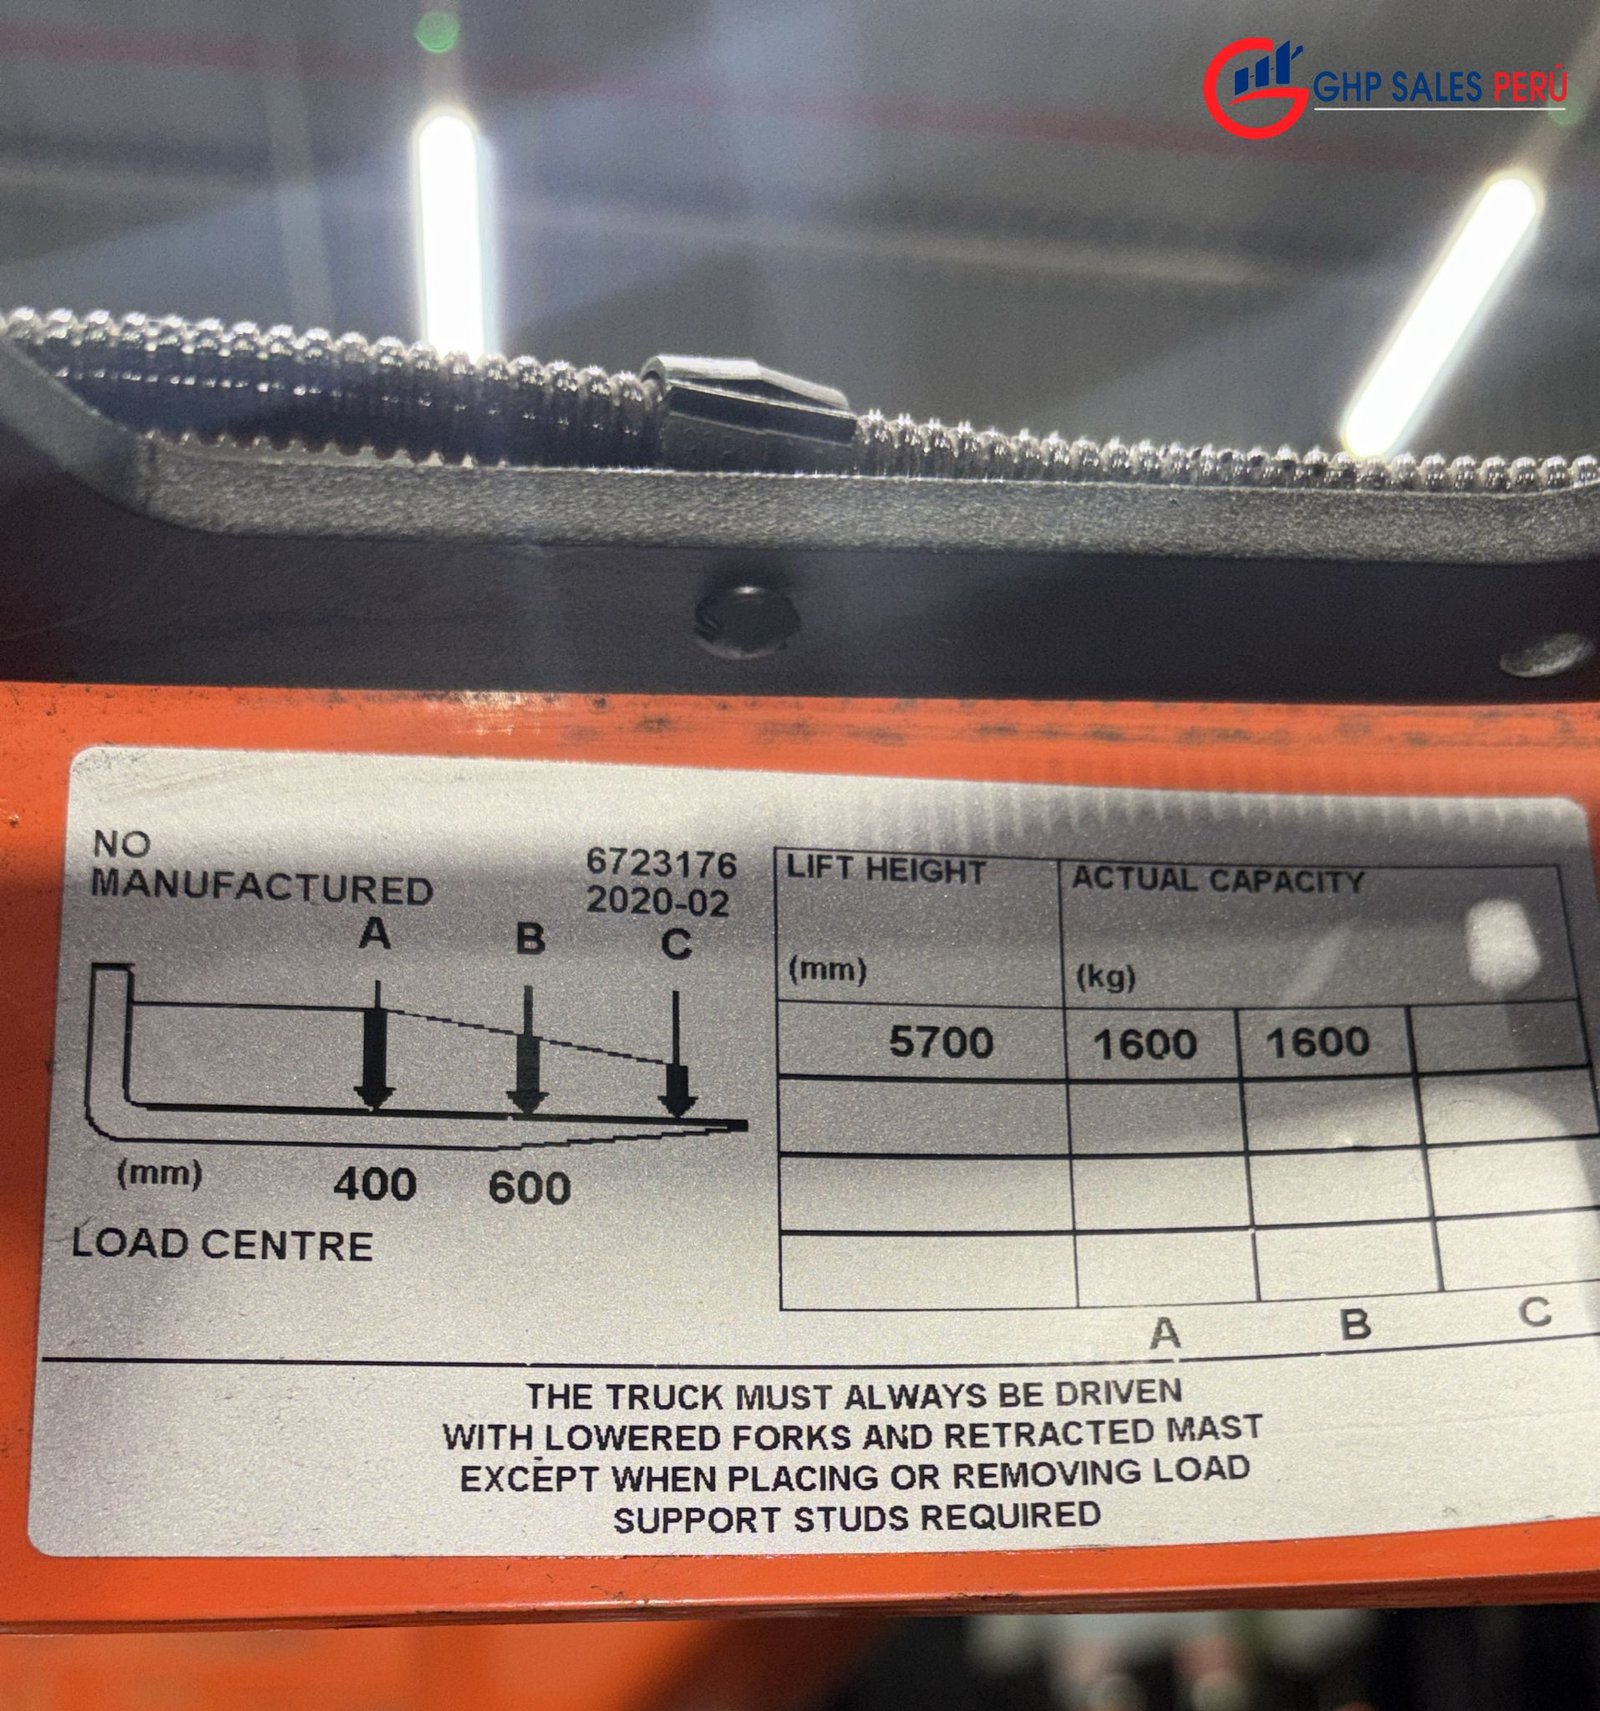 GHP SALES PERÚ
NO 6723176
MANUFACTURED 2020-02
A B C
(mm) 400 600
LOAD CENTRE
LIFT HEIGHT ACTUAL CAPACITY
(mm) (kg)
5700 1600 1600
A B C
THE TRUCK MUST ALWAYS BE DRIVEN
WITH LOWERED FORKS AND RETRACTED MAST
EXCEPT WHEN PLACING OR REMOVING LOAD
SUPPORT STUDS REQUIRED